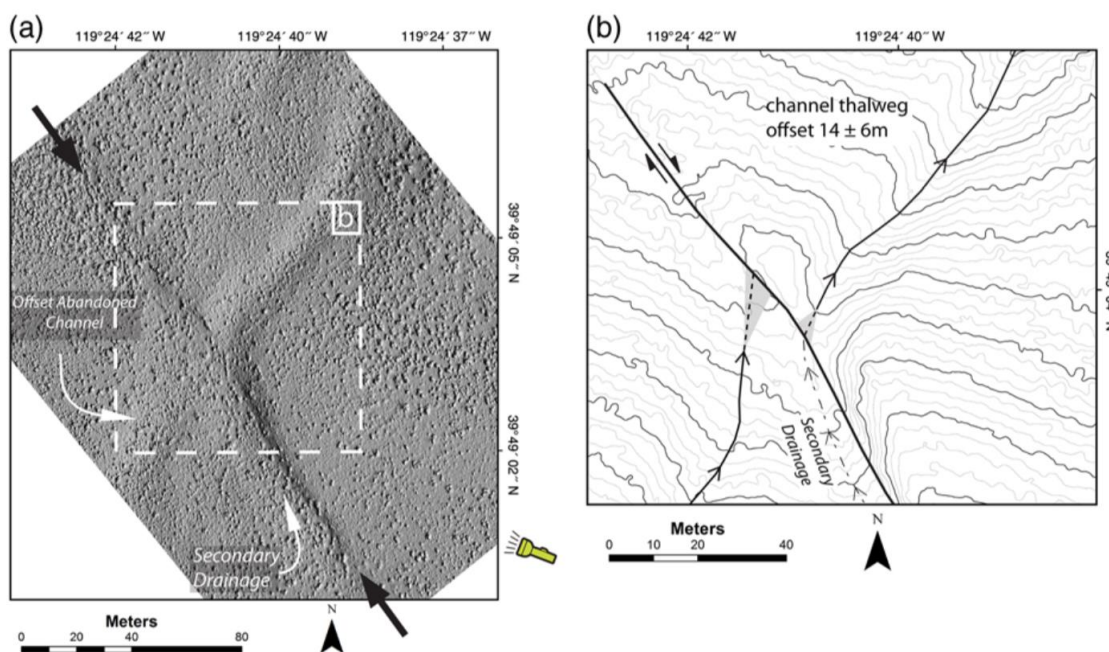 (a)
119°24´42˝W
119°24´40˝W
119°24´37˝W
39°49´05˝N
39°49´02˝N
b
Offset Abandoned
Channel
Secondary
Drainage
N
Meters
0 10 20 40 80
(b)
119°24´42˝W
119°24´40˝W
channel thalweg
offset 14 ± 6m
Secondary
Drainage
N
Meters
0 10 20 40